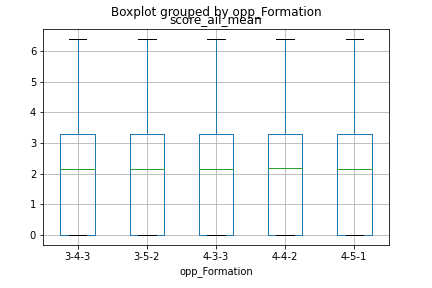 Boxplot grouped by opp_Formation
score_all_mean
6
5
4
3
2
1
0
3-4-3 3-5-2 4-3-3 4-4-2 4-5-1
opp_Formation